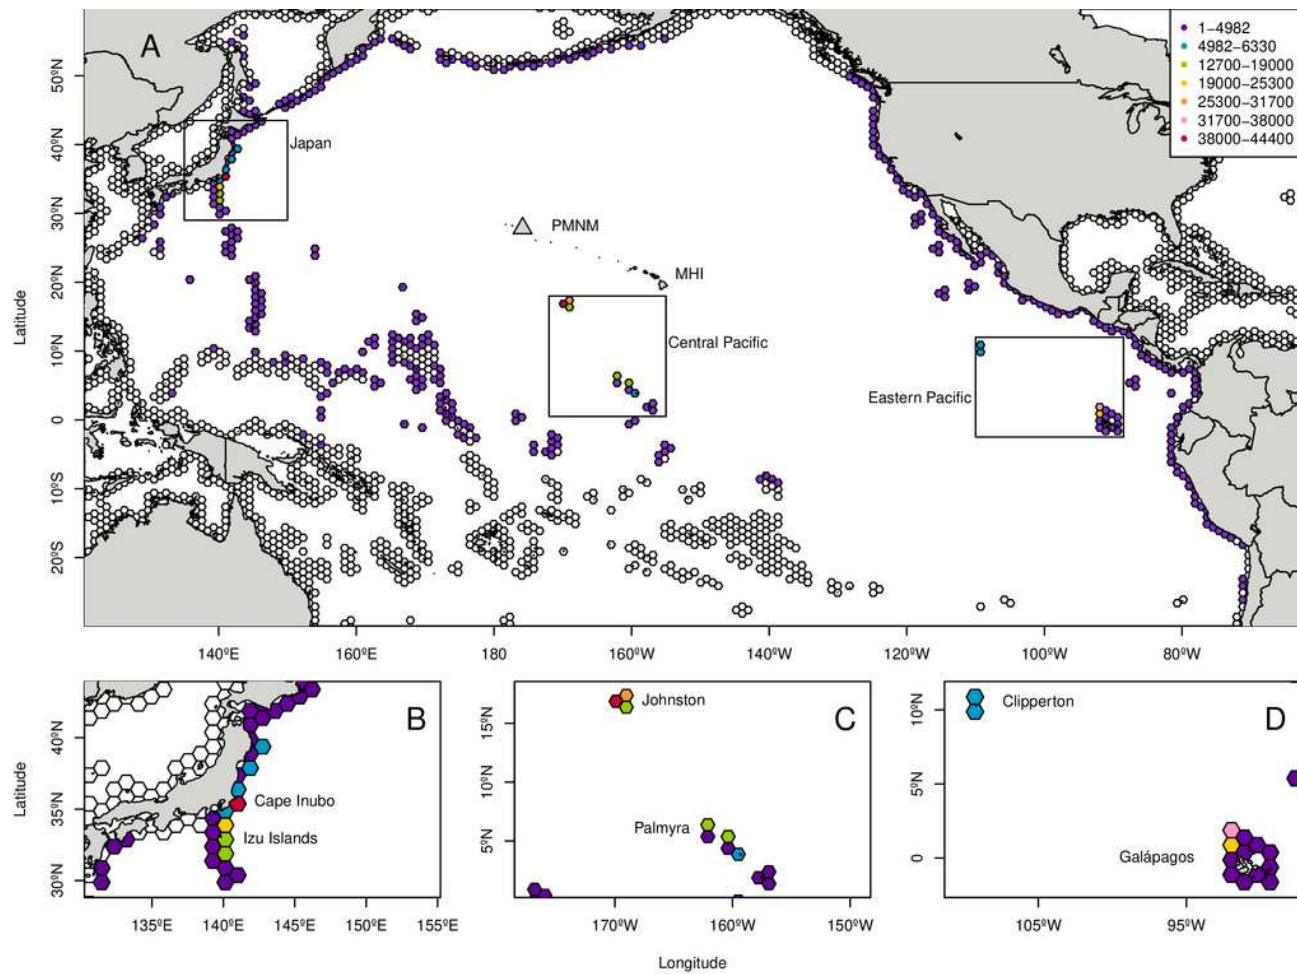 A
1–4982
4982–6330
12700–19000
19000–25300
25300–31700
31700–38000
38000–44400
Japan
PMNM
MHI
Central Pacific
Eastern Pacific
50ºN
40ºN
30ºN
20ºN
10ºN
0
10ºS
20ºS
Latitude
140ºE
160ºE
180
160ºW
140ºW
120ºW
100ºW
80ºW
B
Cape Inubo
Izu Islands
40ºN
35ºN
30ºN
Latitude
135ºE
140ºE
145ºE
150ºE
155ºE
C
Johnston
Palmyra
15ºN
10ºN
5ºN
170ºW
160ºW
150ºW
D
Clipperton
Galápagos
10ºN
5ºN
0
105ºW
95ºW
Longitude